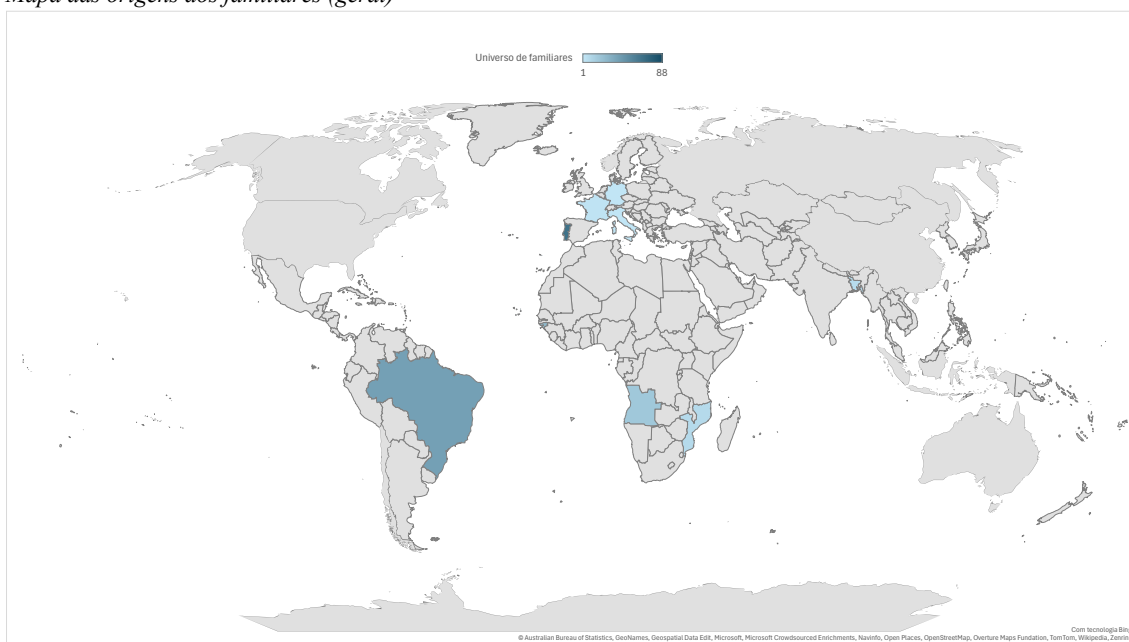 Mapa das origens dos familiares (geral)
Universo de familiares
1 88
Com tecnologia Bing
© Australian Bureau of Statistics, GeoNames, Geospatial Data Edit, Microsoft, Microsoft Crowdsourced Enrichments, Navinfo, Open Places, OpenStreetMap, Overture Maps Fundation, TomTom, Wikipedia, Zenrin